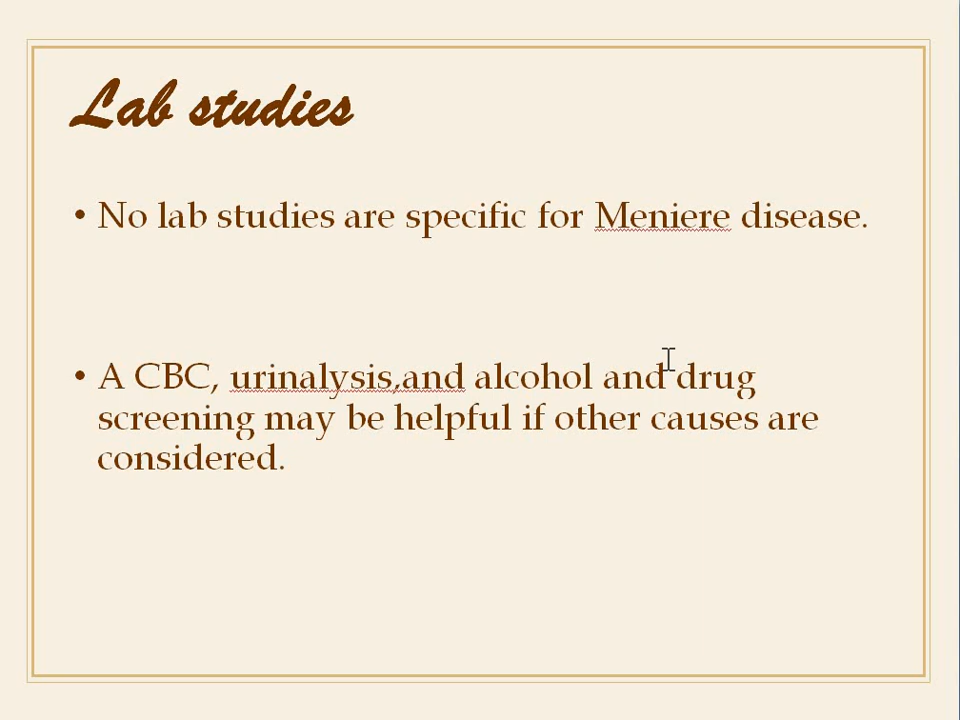 Lab studies
• No lab studies are specific for Meniere disease.
• A CBC, urinalysis,and alcohol and drug
screening may be helpful if other causes are
considered.